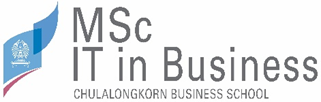 MSc
IT in Business
CHULALONGKORN BUSINESS SCHOOL